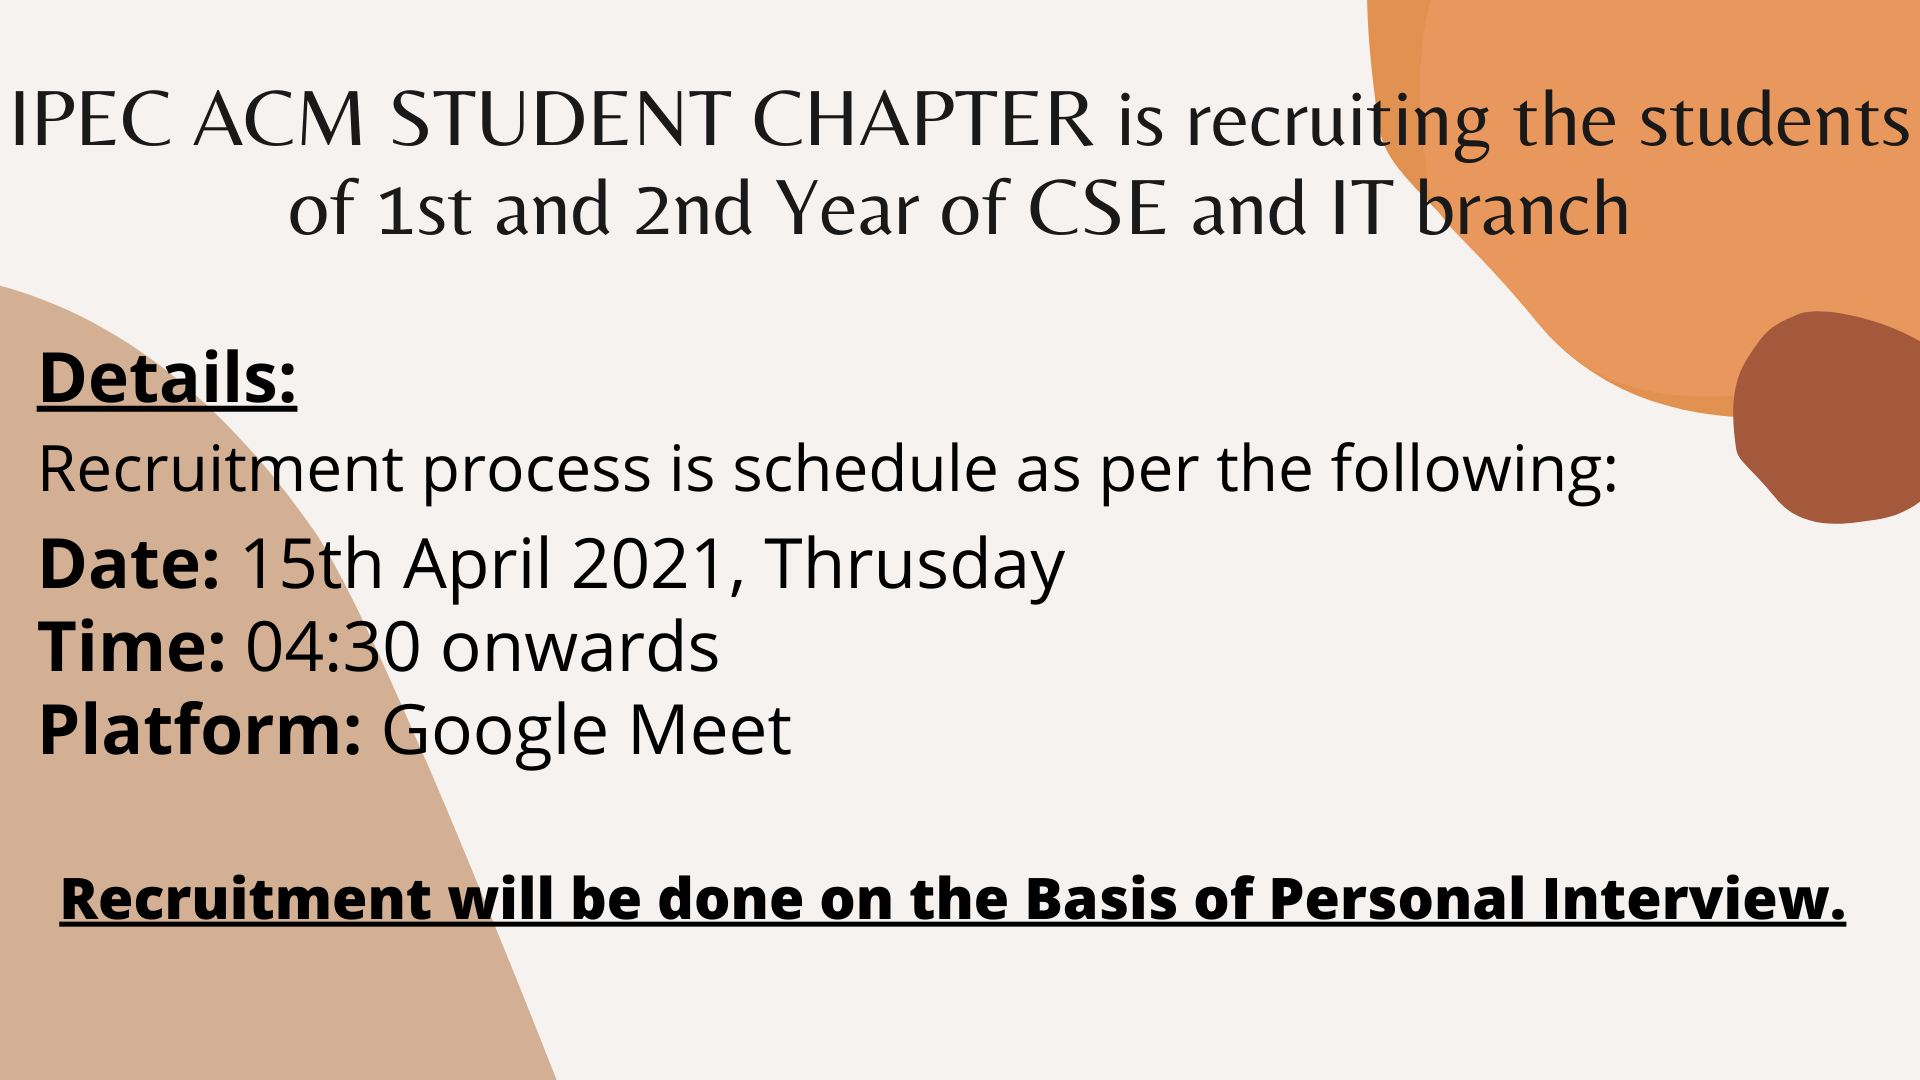 IPEC ACM STUDENT CHAPTER is recruiting the students
of 1st and 2nd Year of CSE and IT branch
Details:
Recruitment process is schedule as per the following:
Date: 15th April 2021, Thrusday
Time: 04:30 onwards
Platform: Google Meet
Recruitment will be done on the Basis of Personal Interview.